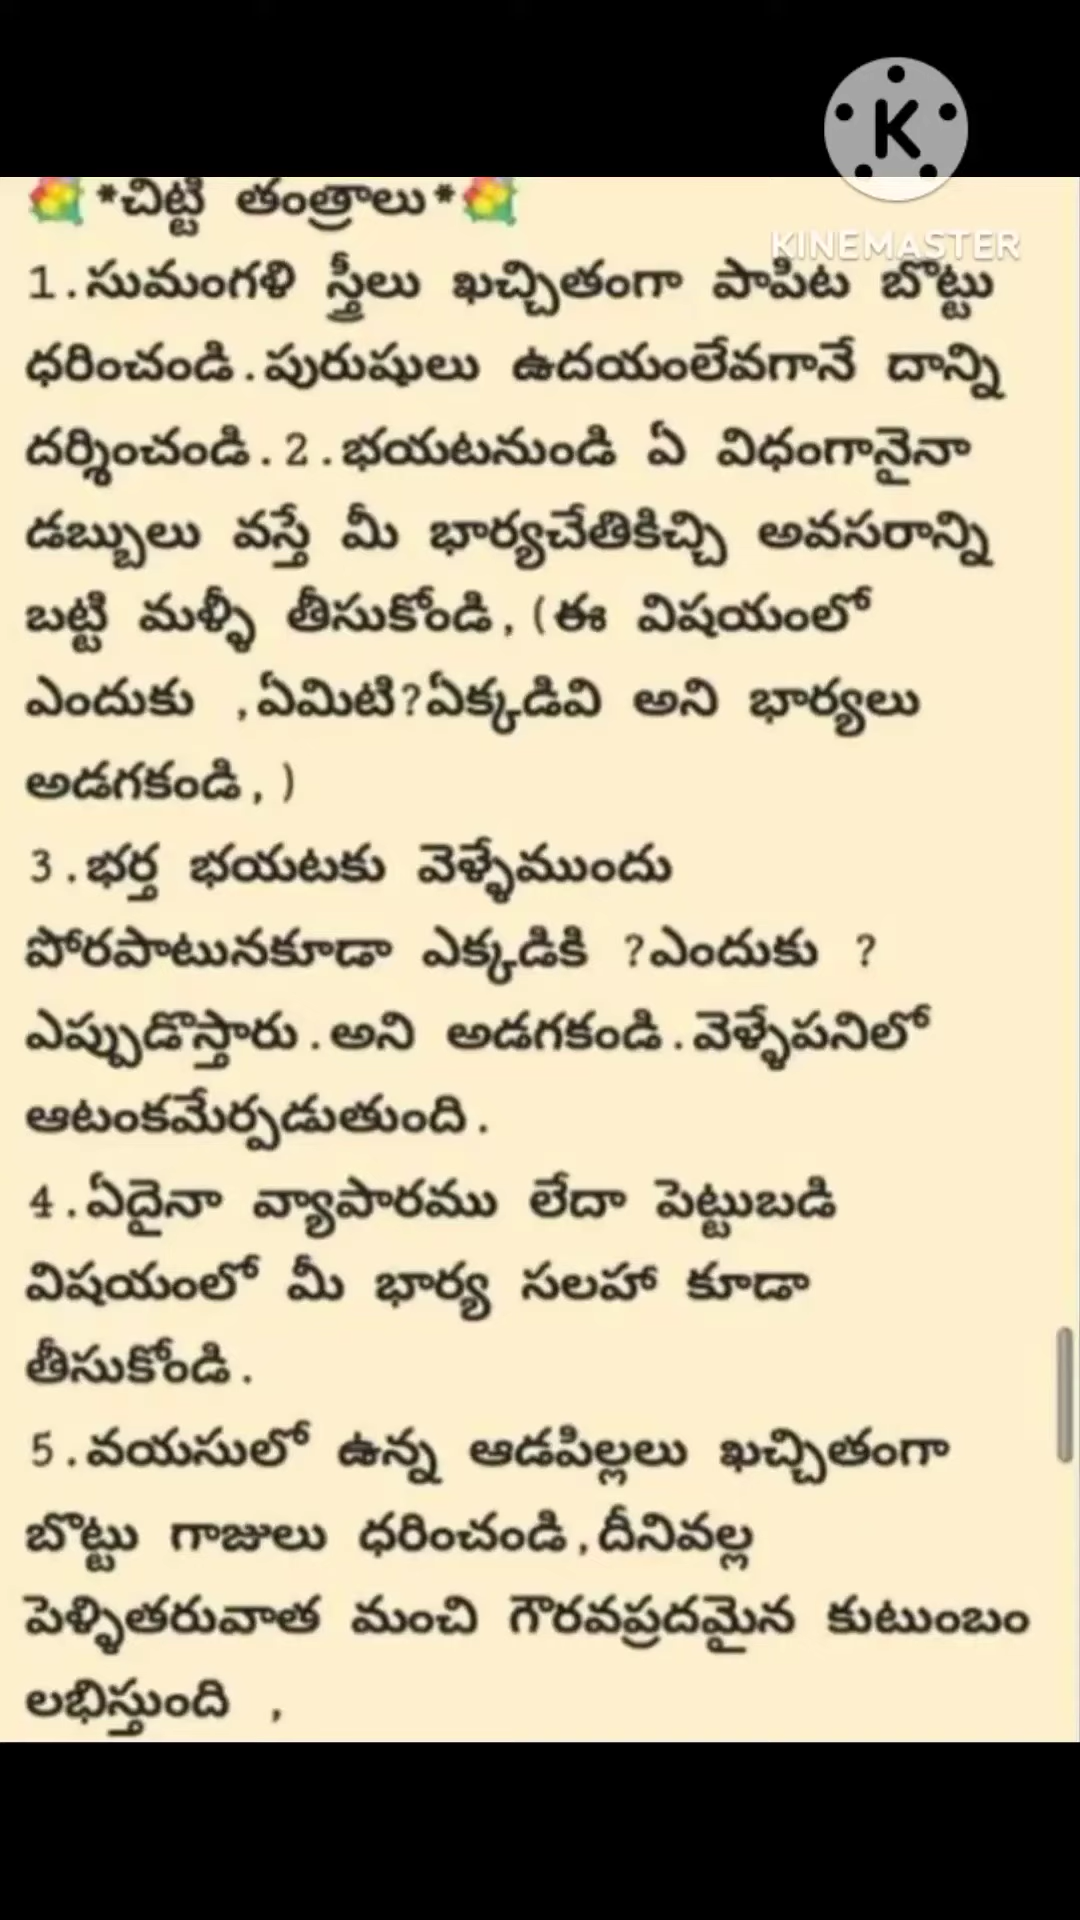 K
KINEMASTER
*చిట్టి తంత్రాలు*
1.సుమంగళి స్త్రీలు ఖచ్చితంగా పాపిట బొట్టు
ధరించండి.పురుషులు ఉదయంలేవగానే దాన్ని
దర్శించండి.2.భయటనుండి ఏ విధంగానైనా
డబ్బులు వస్తే మీ భార్యచేతికిచ్చి అవసరాన్ని
బట్టి మళ్ళీ తీసుకోండి,(ఈ విషయంలో
ఎందుకు ,ఏమిటి?ఏక్కడివి అని భార్యలు
అడగకండి,)
3.భర్త భయటకు వెళ్ళేముందు
పోరపాటునకూడా ఎక్కడికి ?ఎందుకు ?
ఎప్పుడొస్తారు.అని అడగకండి.వెళ్ళేపనిలో
ఆటంకమేర్పడుతుంది.
4.ఏదైనా వ్యాపారము లేదా పెట్టుబడి
విషయంలో మీ భార్య సలహా కూడా
తీసుకోండి.
5.వయసులో ఉన్న ఆడపిల్లలు ఖచ్చితంగా
బొట్టు గాజులు ధరించండి,దీనివల్ల
పెళ్ళితరువాత మంచి గౌరవప్రదమైన కుటుంబం
లభిస్తుంది ,